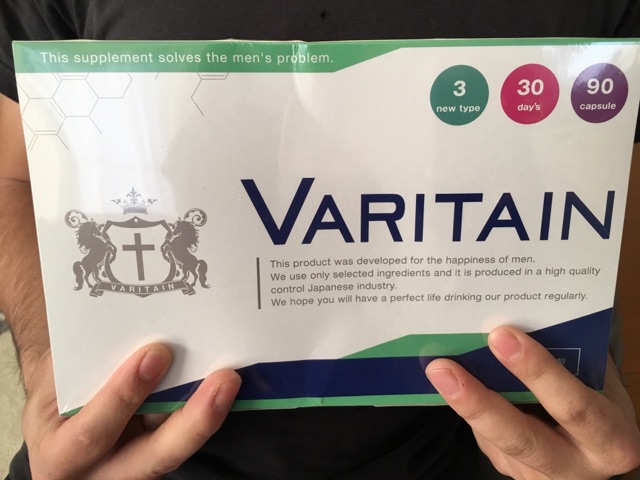 This supplement solves the men's problem.
3
new type
30
day's
90
capsule
VARITAIN
VARITAIN
This product was developed for the happiness of men.
We use only selected ingredients and it is produced in a high quality
control Japanese industry.
We hope you will have a perfect life drinking our product regularly.